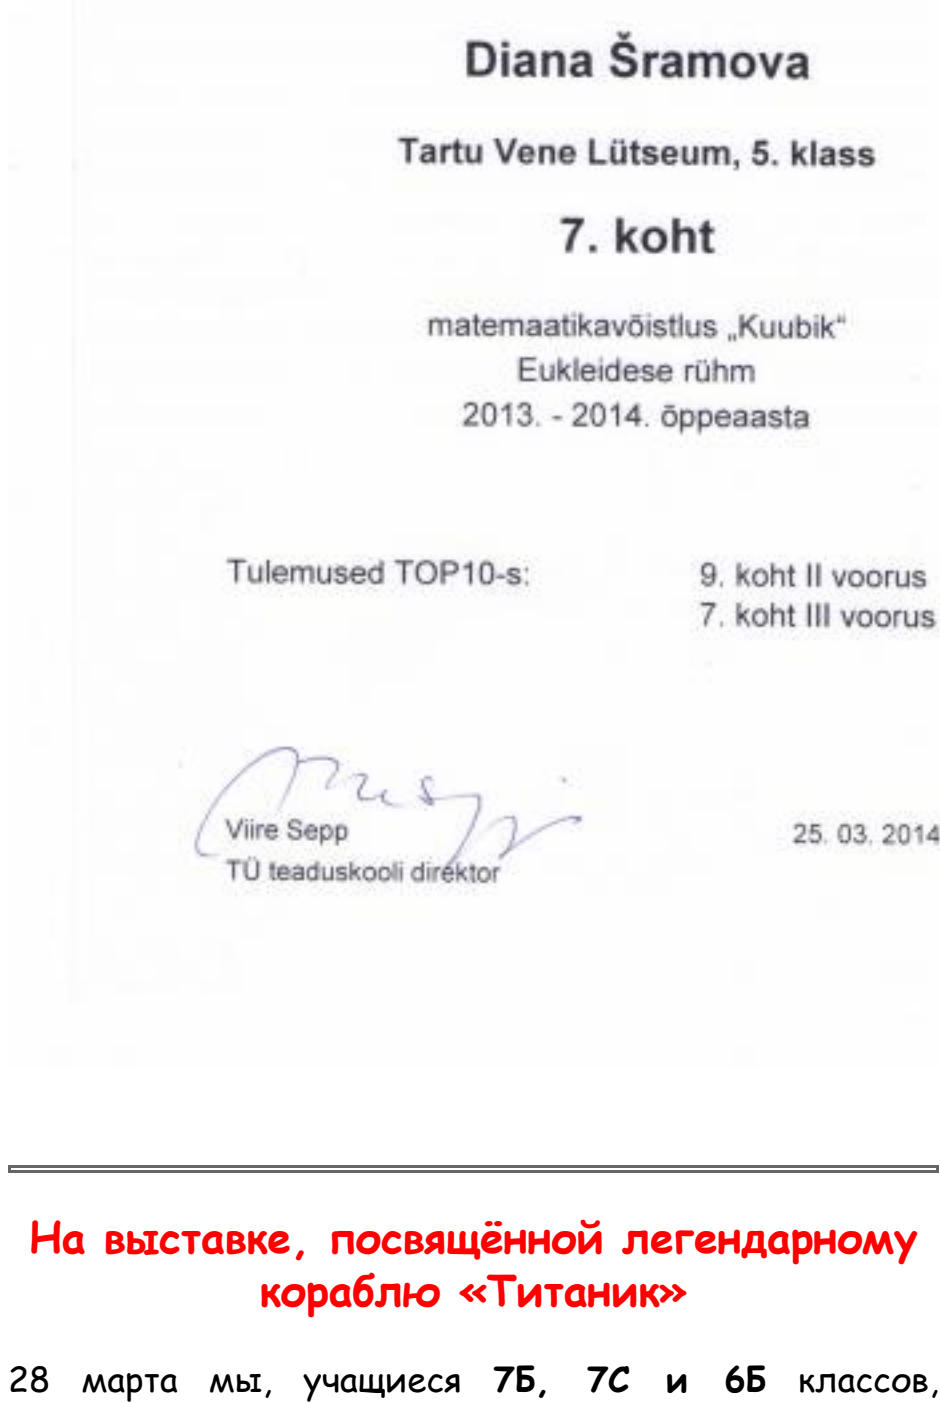 Diana Šramova
Tartu Vene Lütseum, 5. klass
7. koht
matemaatikavõistlus „Kuubik“
Eukleidese rühm
2013. - 2014. õppeaasta
Tulemused TOP10-s:
9. koht II voorus
7. koht III voorus
Viire Sepp
25. 03. 2014
TÜ teaduskooli direktor
На выставке, посвящённой легендарному
кораблю «Титаник»
28 марта мы, учащиеся 7Б, 7С и 6Б классов,